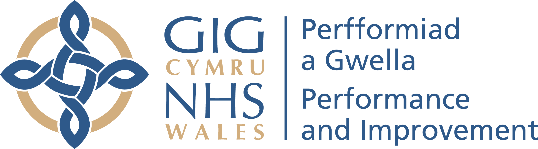 GIG
CYMRU
NHS
WALES
Perfformiad
a Gwella
Performance
and Improvement